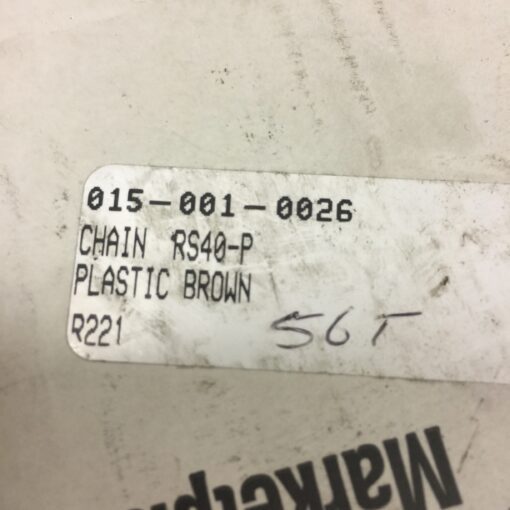 015-001-0026
CHAIN RS40-P
PLASTIC BROWN
R221 56T